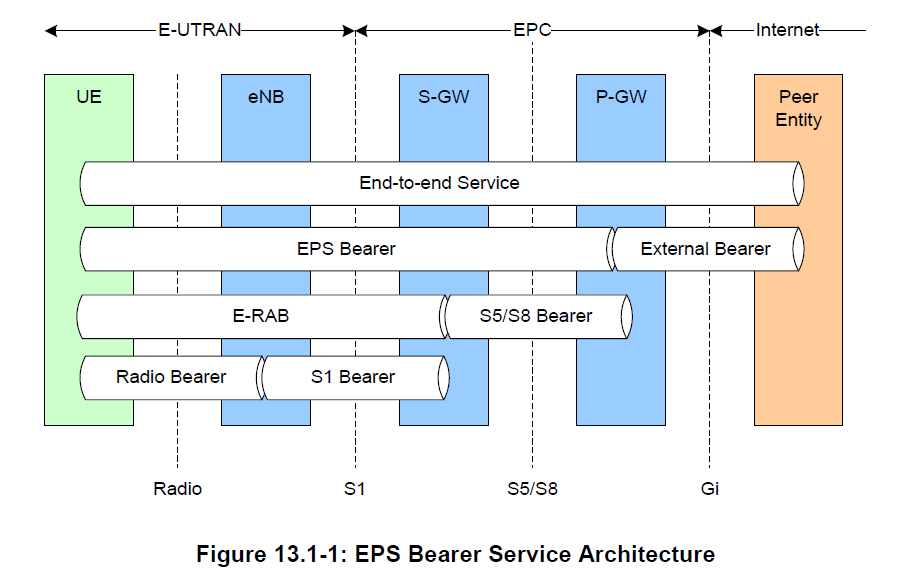 E-UTRAN EPC Internet
UE eNB S-GW P-GW Peer
Entity
End-to-end Service
EPS Bearer External Bearer
E-RAB S5/S8 Bearer
Radio Bearer S1 Bearer
Radio S1 S5/S8 Gi
Figure 13.1-1: EPS Bearer Service Architecture